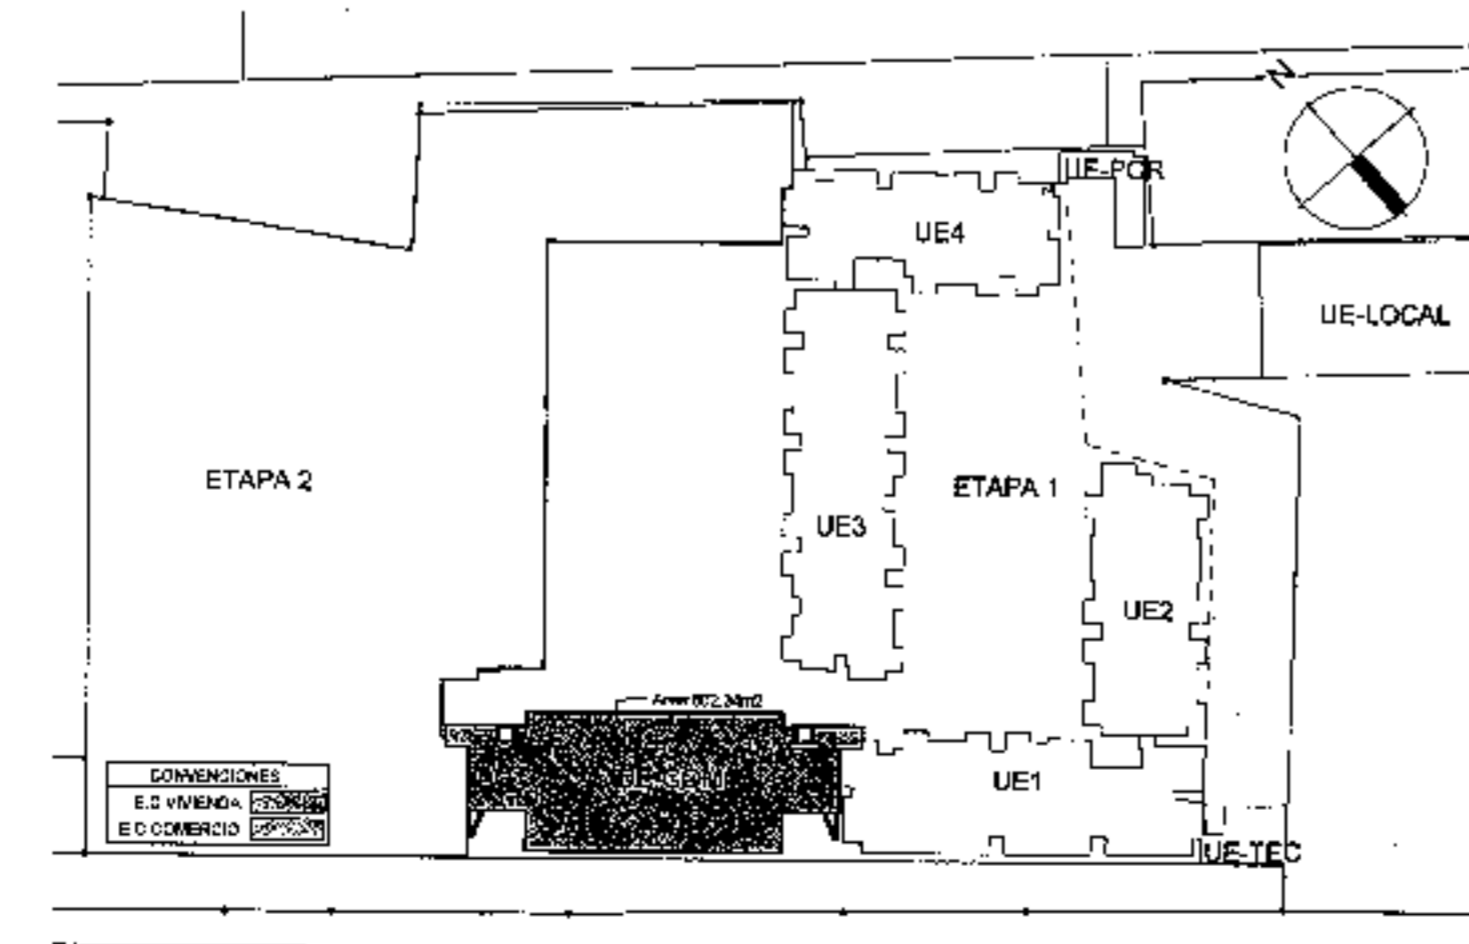 UE-POR
UE4
UE-LOCAL
ETAPA 2
ETAPA 1
UE3
UE2
CONVENCIONES
E.C VIVIENDA
E C COMERCIO
UE1
UE-TEC